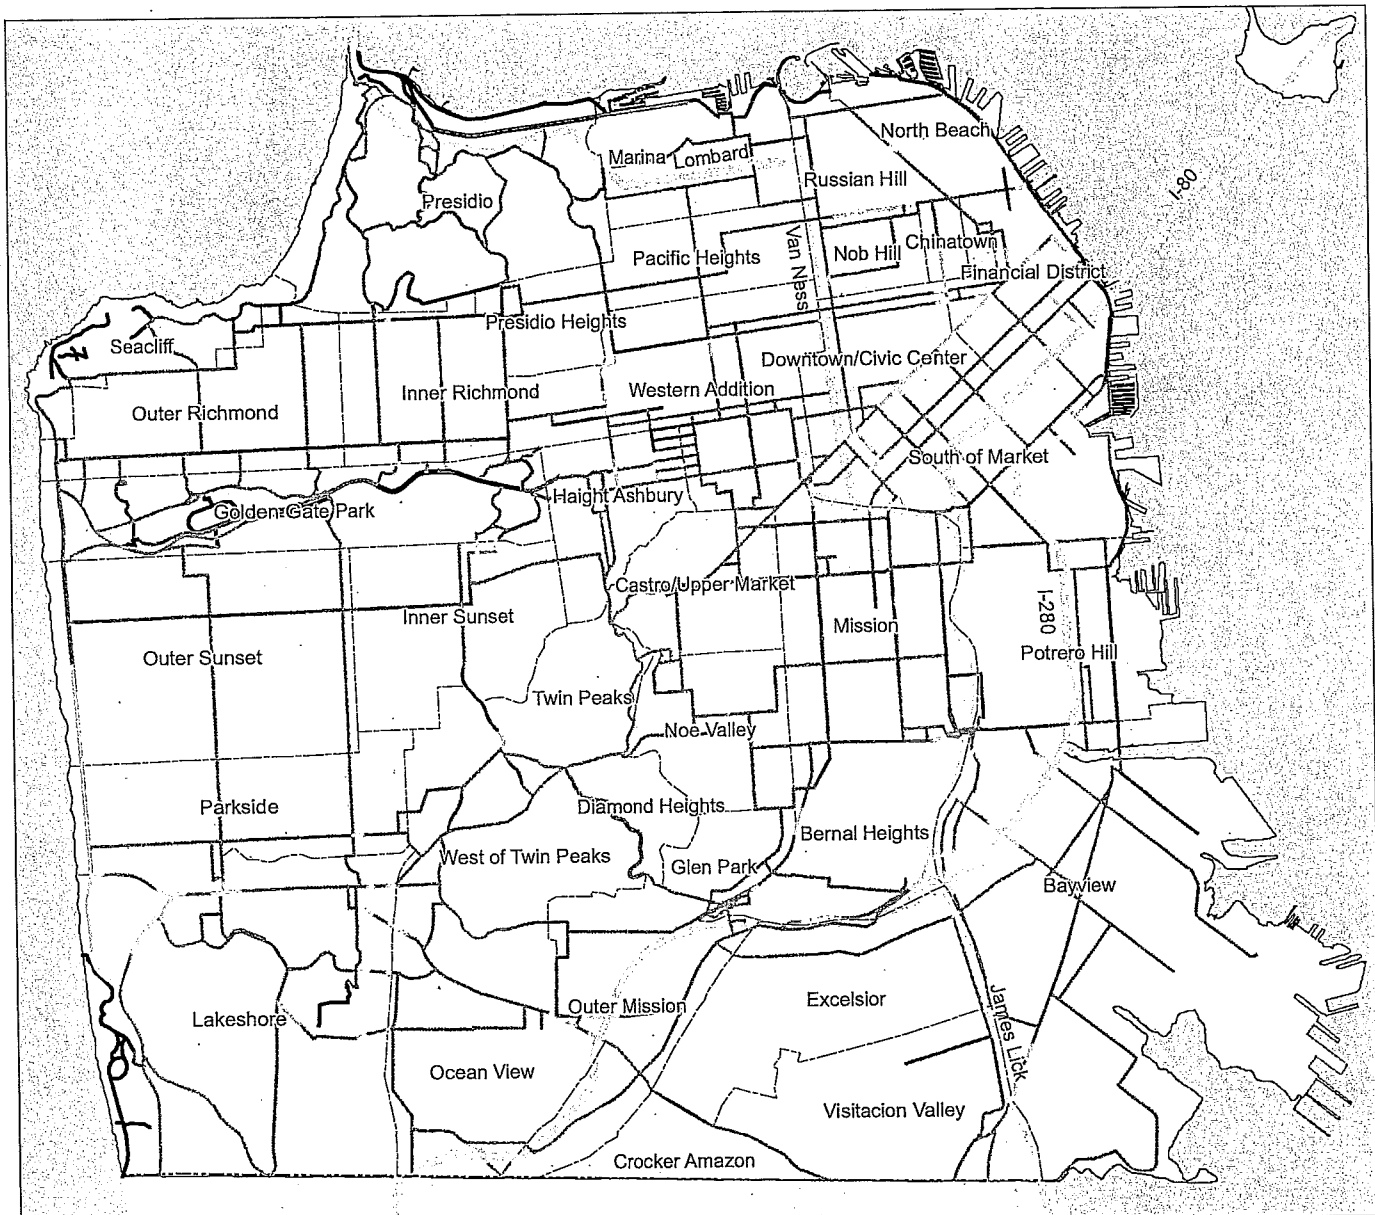 North Beach
Marina
Lombard
Russian Hill
I-80
Presidio
Van Ness
Pacific Heights
Nob Hill
Chinatown
Financial District
Presidio Heights
Seacliff
Downtown/Civic Center
Inner Richmond
Western Addition
Outer Richmond
South of Market
Haight Ashbury
Golden Gate Park
Castro/Upper Market
I-280
Inner Sunset
Mission
Outer Sunset
Potrero Hill
Twin Peaks
Noe Valley
Parkside
Diamond Heights
Bernal Heights
West of Twin Peaks
Glen Park
Bayview
Outer Mission
Excelsior
Lakeshore
James Lick
Ocean View
Visitacion Valley
Crocker Amazon